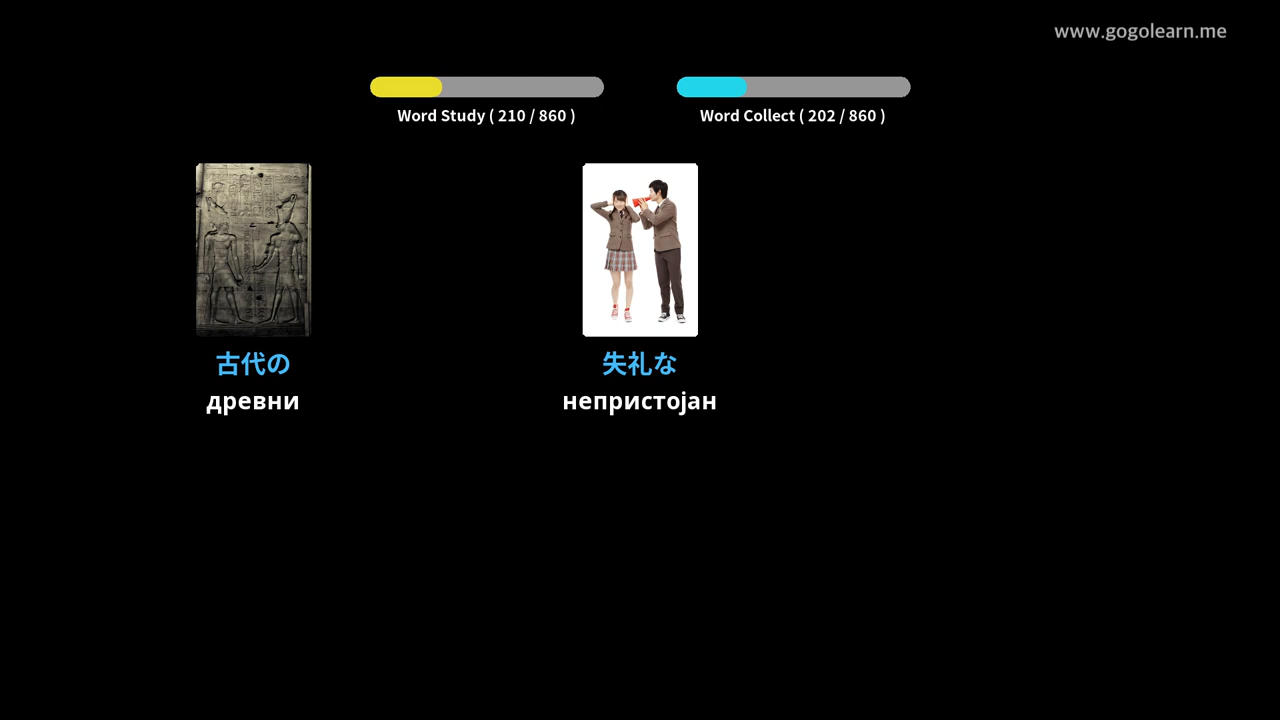 www.gogolearn.me
Word Study ( 210 / 860 )
Word Collect ( 202 / 860 )
古代の
древни
失礼な
непристојан